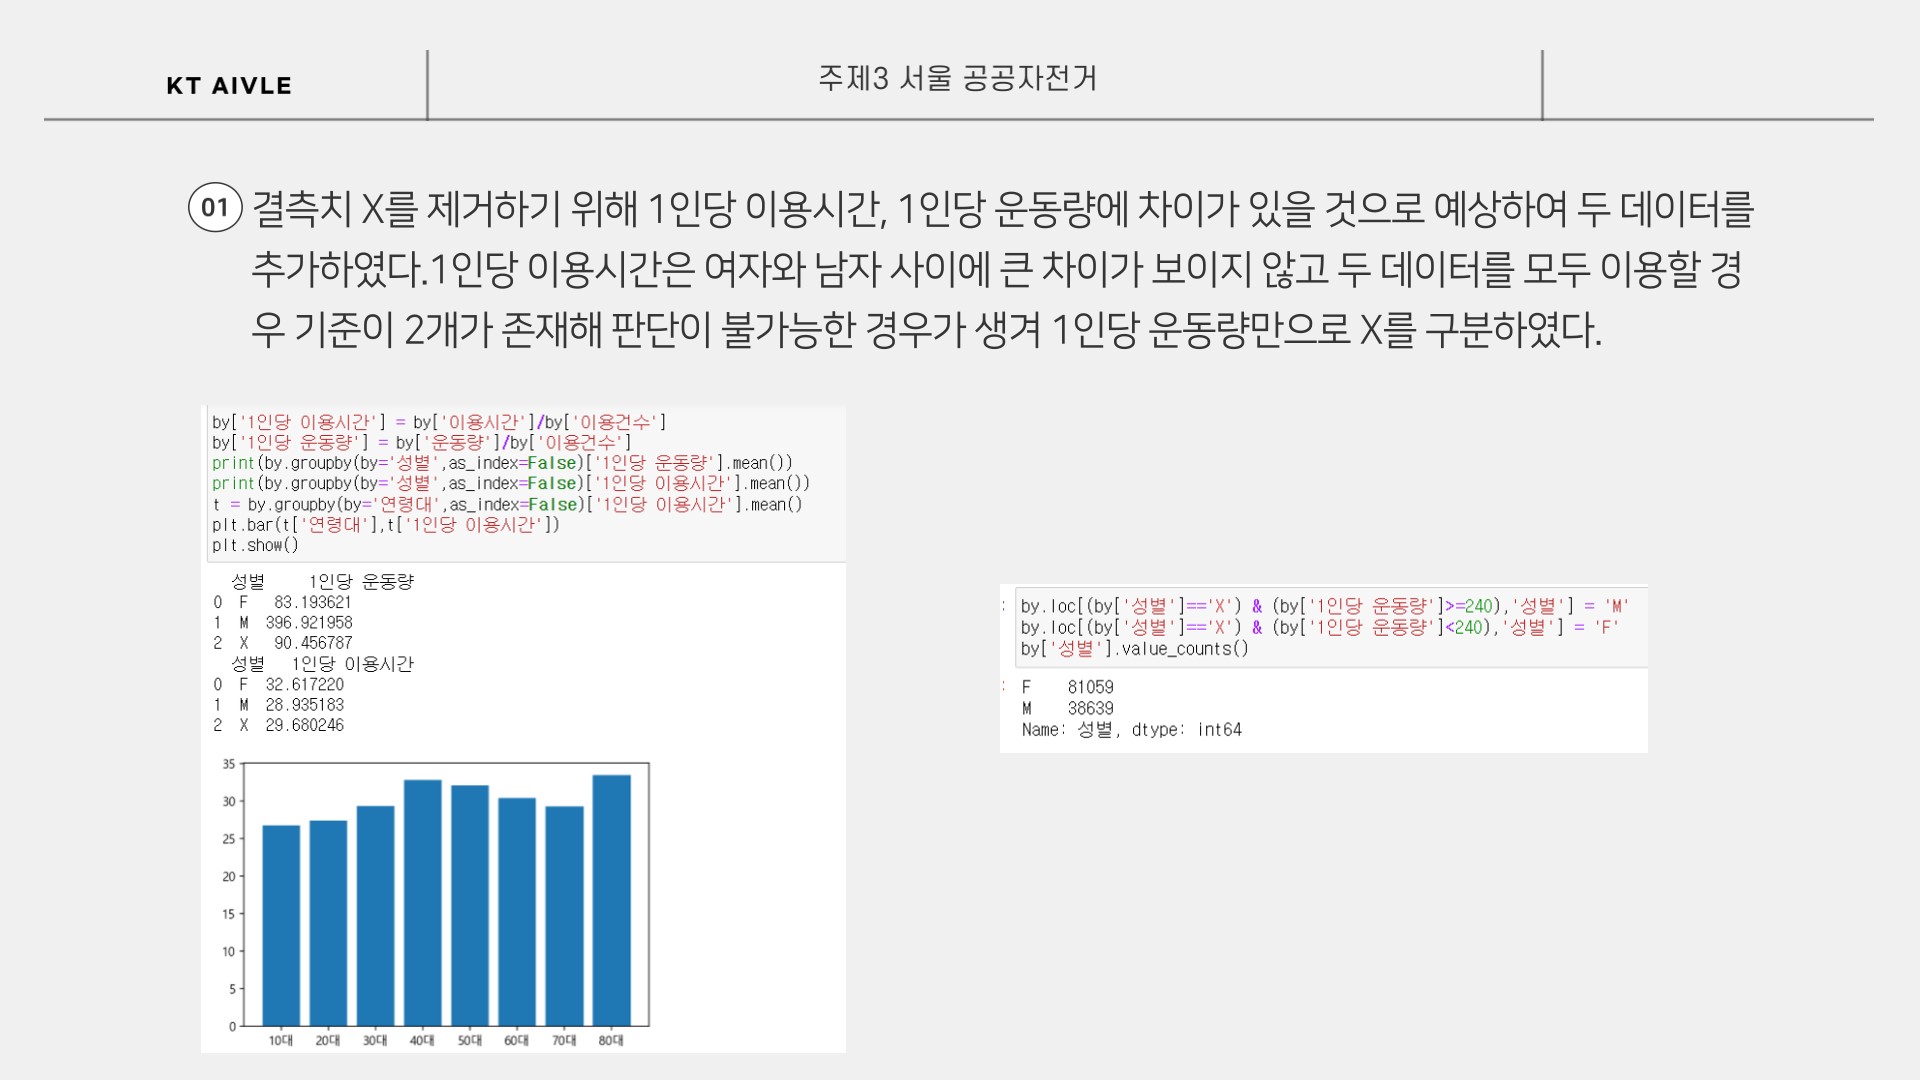 KT AIVLE
주제3 서울 공공자전거
01 결측치 X를 제거하기 위해 1인당 이용시간, 1인당 운동량에 차이가 있을 것으로 예상하여 두 데이터를
추가하였다.1인당 이용시간은 여자와 남자 사이에 큰 차이가 보이지 않고 두 데이터를 모두 이용할 경
우 기준이 2개가 존재해 판단이 불가능한 경우가 생겨 1인당 운동량만으로 X를 구분하였다.
by['1인당 이용시간'] = by['이용시간']/by['이용건수']
by['1인당 운동량'] = by['운동량']/by['이용건수']
print(by.groupby(by='성별',as_index=False)['1인당 운동량'].mean())
print(by.groupby(by='성별',as_index=False)['1인당 이용시간'].mean())
t = by.groupby(by='연령대',as_index=False)['1인당 이용시간'].mean()
plt.bar(t['연령대'],t['1인당 이용시간'])
plt.show()
성별 1인당 운동량
0 F 83.193621
1 M 396.921958
2 X 90.456787
성별 1인당 이용시간
0 F 32.617220
1 M 28.935183
2 X 29.680246
35
30
25
20
15
10
5
0
10대 20대 30대 40대 50대 60대 70대 80대
by.loc[(by['성별']=='X') & (by['1인당 운동량']>=240),'성별'] = 'M'
by.loc[(by['성별']=='X') & (by['1인당 운동량']<240),'성별'] = 'F'
by['성별'].value_counts()
F 81059
M 38639
Name: 성별, dtype: int64